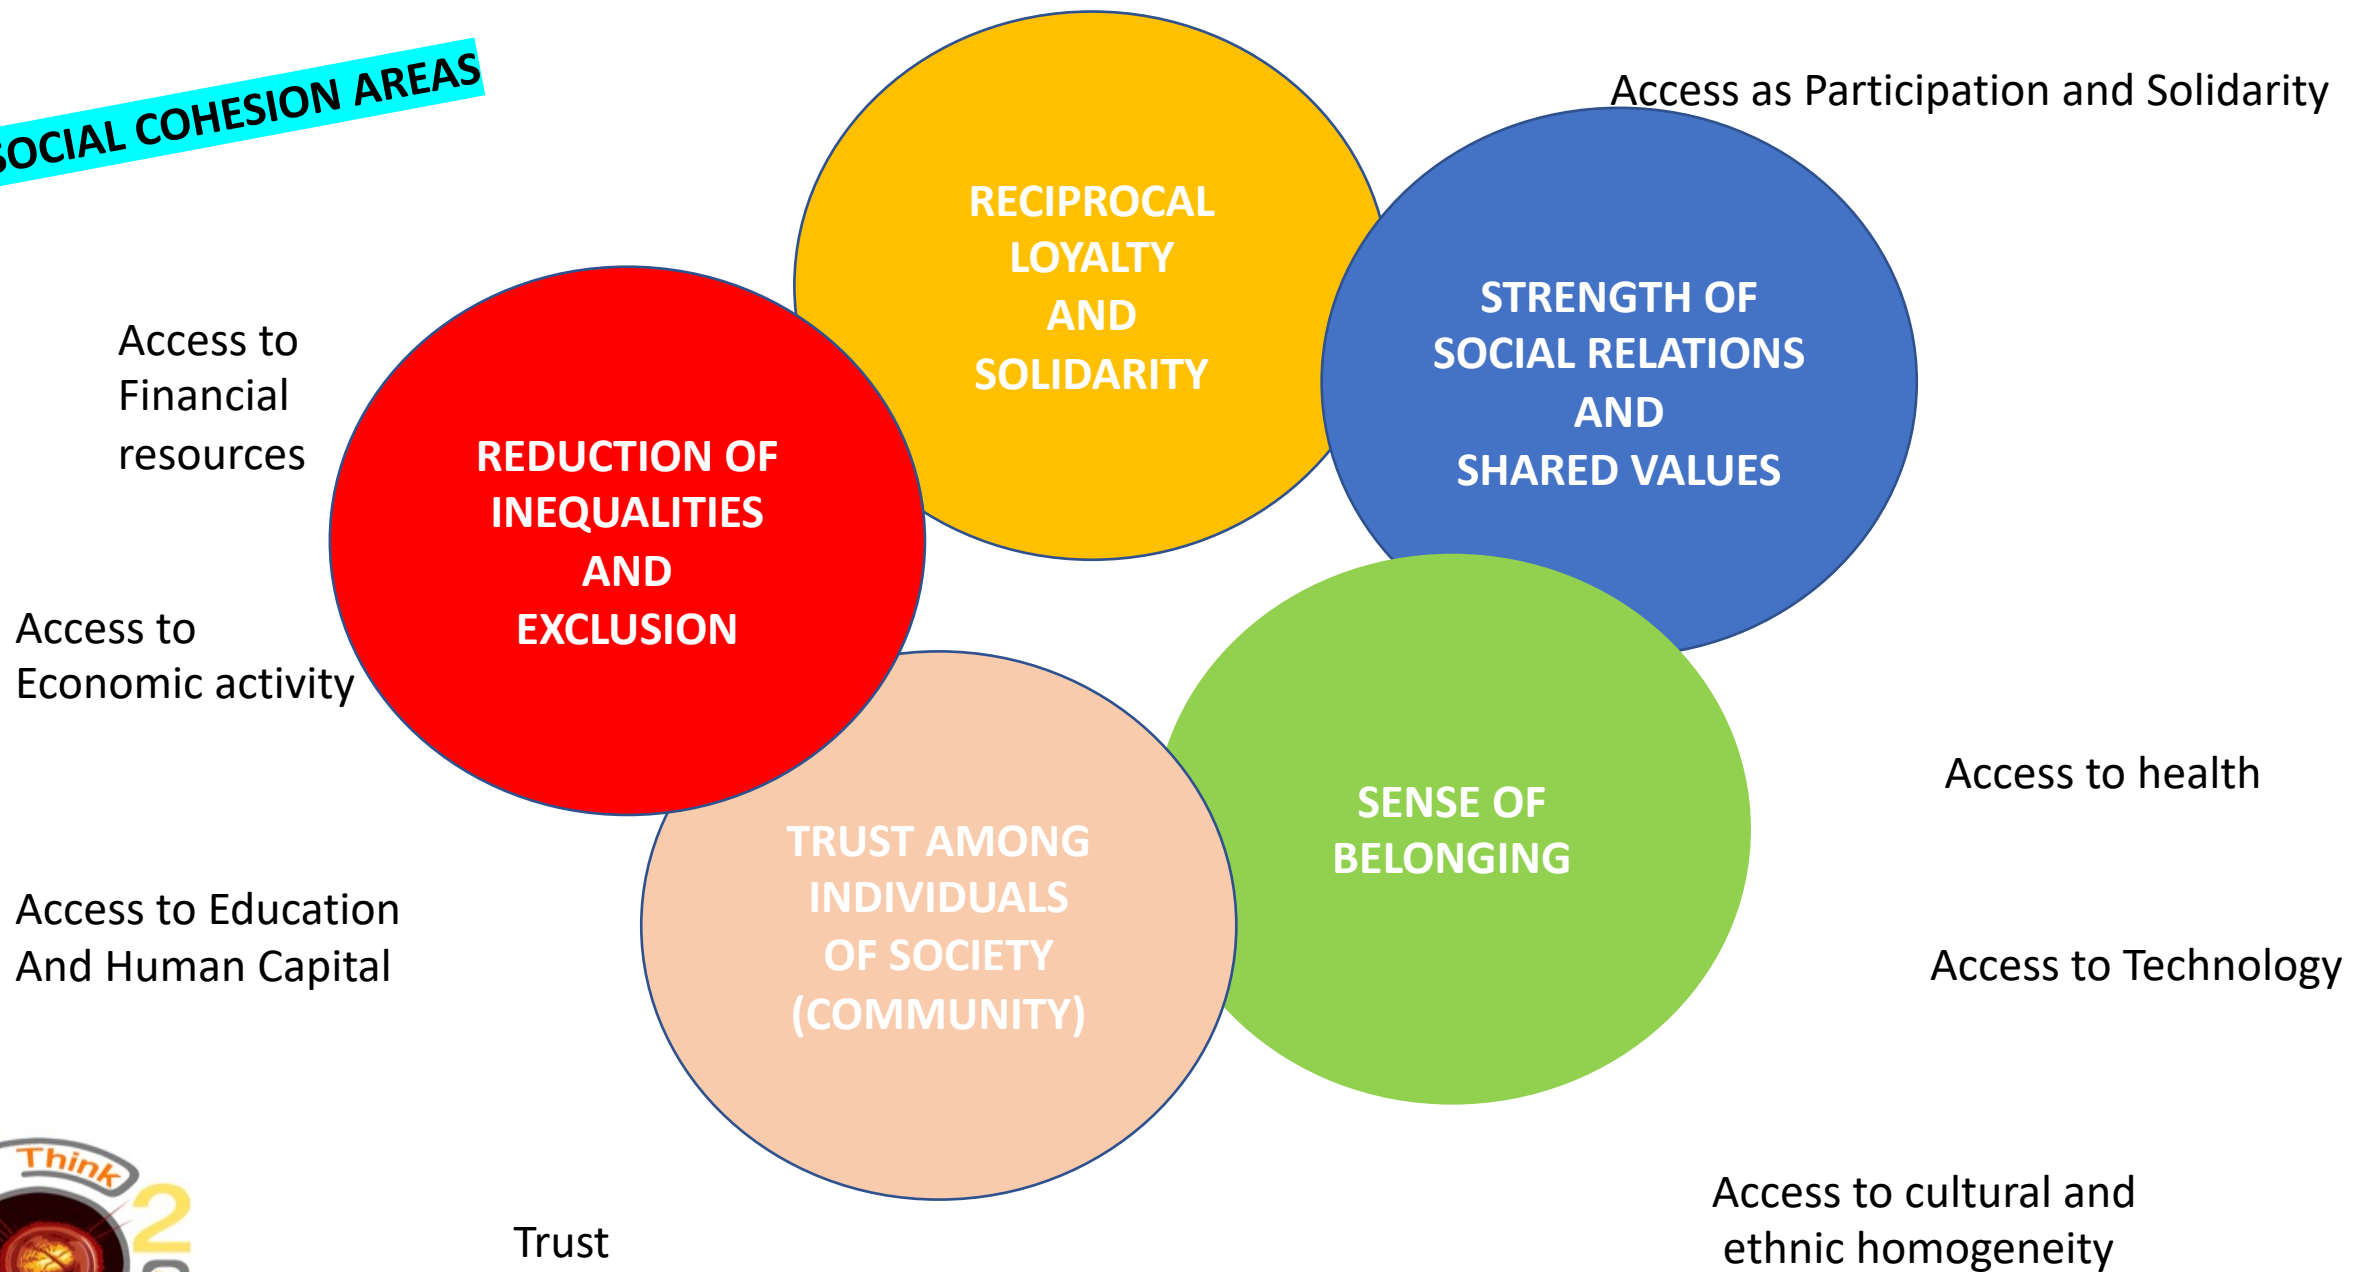 SOCIAL COHESION AREAS
Access as Participation and Solidarity
RECIPROCAL
LOYALTY
AND
SOLIDARITY
STRENGTH OF
SOCIAL RELATIONS
AND
SHARED VALUES
Access to
Financial
resources
REDUCTION OF
INEQUALITIES
AND
EXCLUSION
Access to
Economic activity
Access to health
SENSE OF
BELONGING
TRUST AMONG
INDIVIDUALS
OF SOCIETY
(COMMUNITY)
Access to Education
And Human Capital
Access to Technology
Think
2
Trust
Access to cultural and
ethnic homogeneity